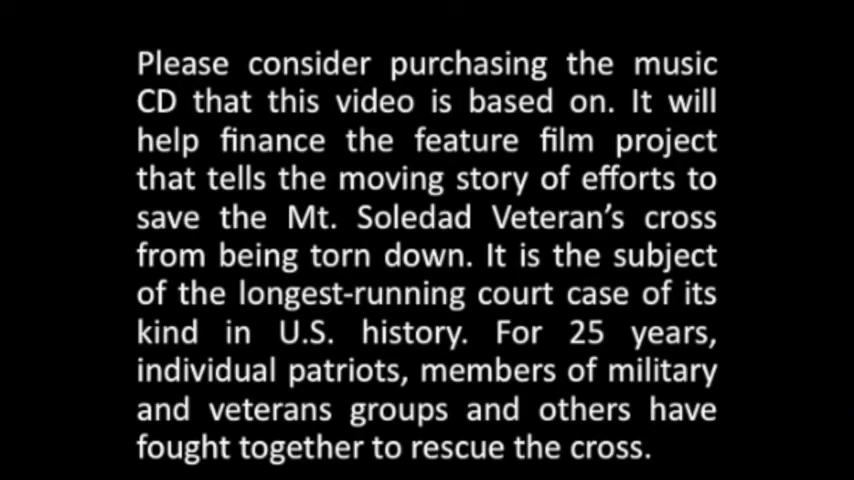 Please consider purchasing the music
CD that this video is based on. It will
help finance the feature film project
that tells the moving story of efforts to
save the Mt. Soledad Veteran’s cross
from being torn down. It is the subject
of the longest-running court case of its
kind in U.S. history. For 25 years,
individual patriots, members of military
and veterans groups and others have
fought together to rescue the cross.